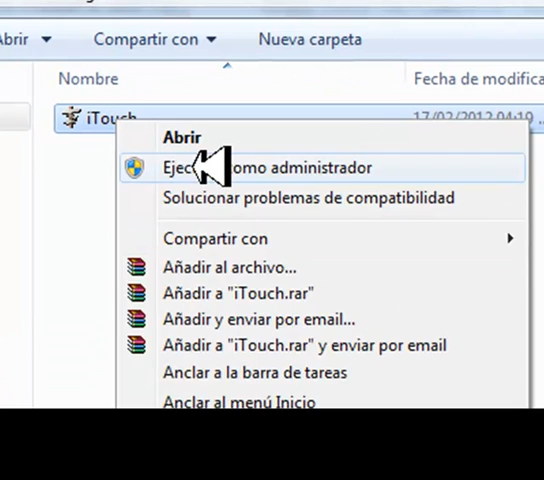 Abrir
Compartir con
Nueva carpeta
Nombre
Fecha de modifica
iTouch
17/02/2012 04:19 ...
Abrir
Ejec omo administrador
Solucionar problemas de compatibilidad
Compartir con
Añadir al archivo...
Añadir a "iTouch.rar"
Añadir y enviar por email...
Añadir a "iTouch.rar" y enviar por email
Anclar a la barra de tareas
Anclar al menú Inicio